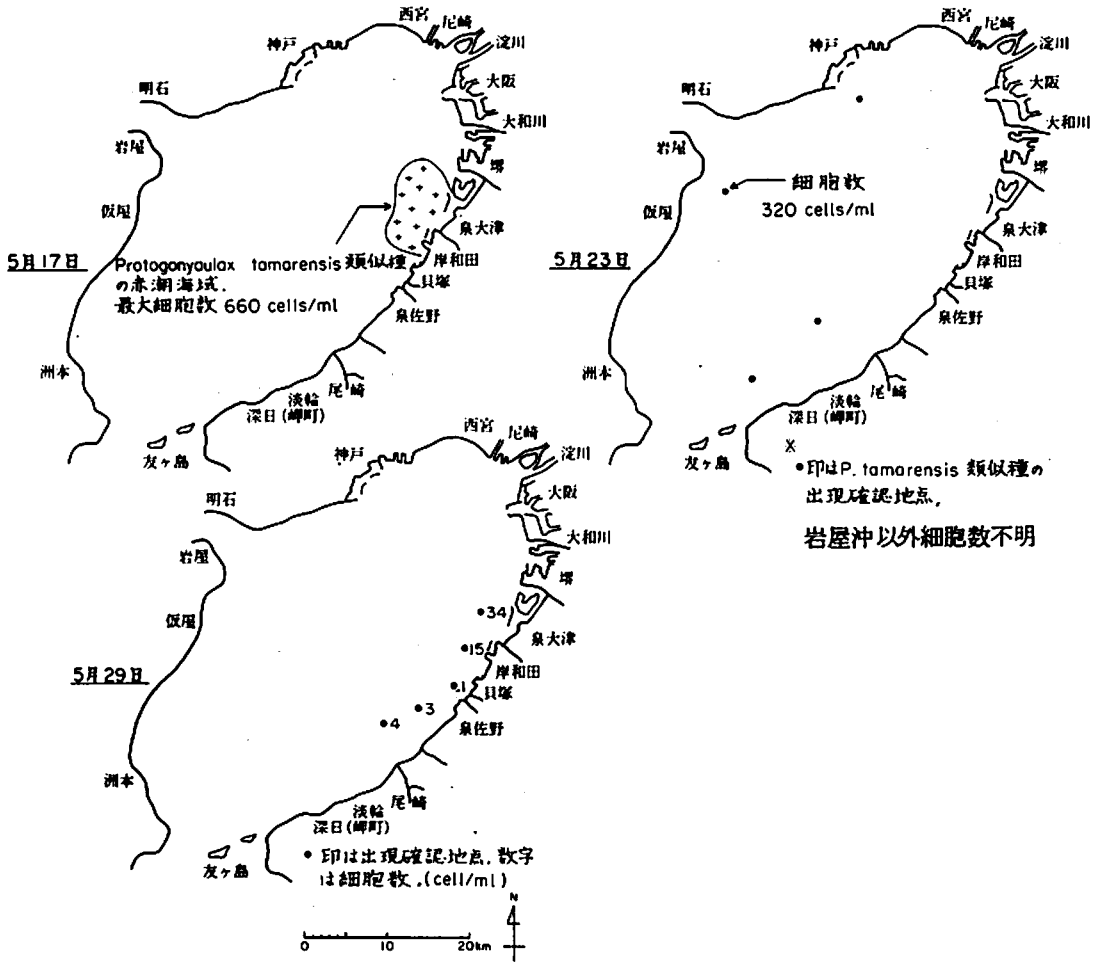 西宮
尼崎
淀川
神戸
大阪
明石
大和川
岩屋
堺
仮屋
泉大津
5月17日
Protogonyaulax tamarensis 類似種
の赤潮海域.
最大細胞数 660 cells/ml
岸和田
貝塚
泉佐野
洲本
尾崎
淡輪
深日(岬町)
友ヶ島
西宮
尼崎
淀川
神戸
大阪
明石
大和川
岩屋
堺
細胞数
320 cells/ml
仮屋
泉大津
5月23日
岸和田
貝塚
泉佐野
洲本
尾崎
淡輪
深日(岬町)
友ヶ島
X
•印はP. tamarensis 類似種の
出現確認地点.
岩屋沖以外細胞数不明
西宮
尼崎
淀川
神戸
大阪
明石
大和川
岩屋
堺
34
仮屋
泉大津
15
岸和田
5月29日
1
貝塚
3
4
泉佐野
洲本
尾崎
淡輪
深日(岬町)
友ヶ島
•印は出現確認地点.数字
は細胞数.(cell/ml)
N
0 10 20km